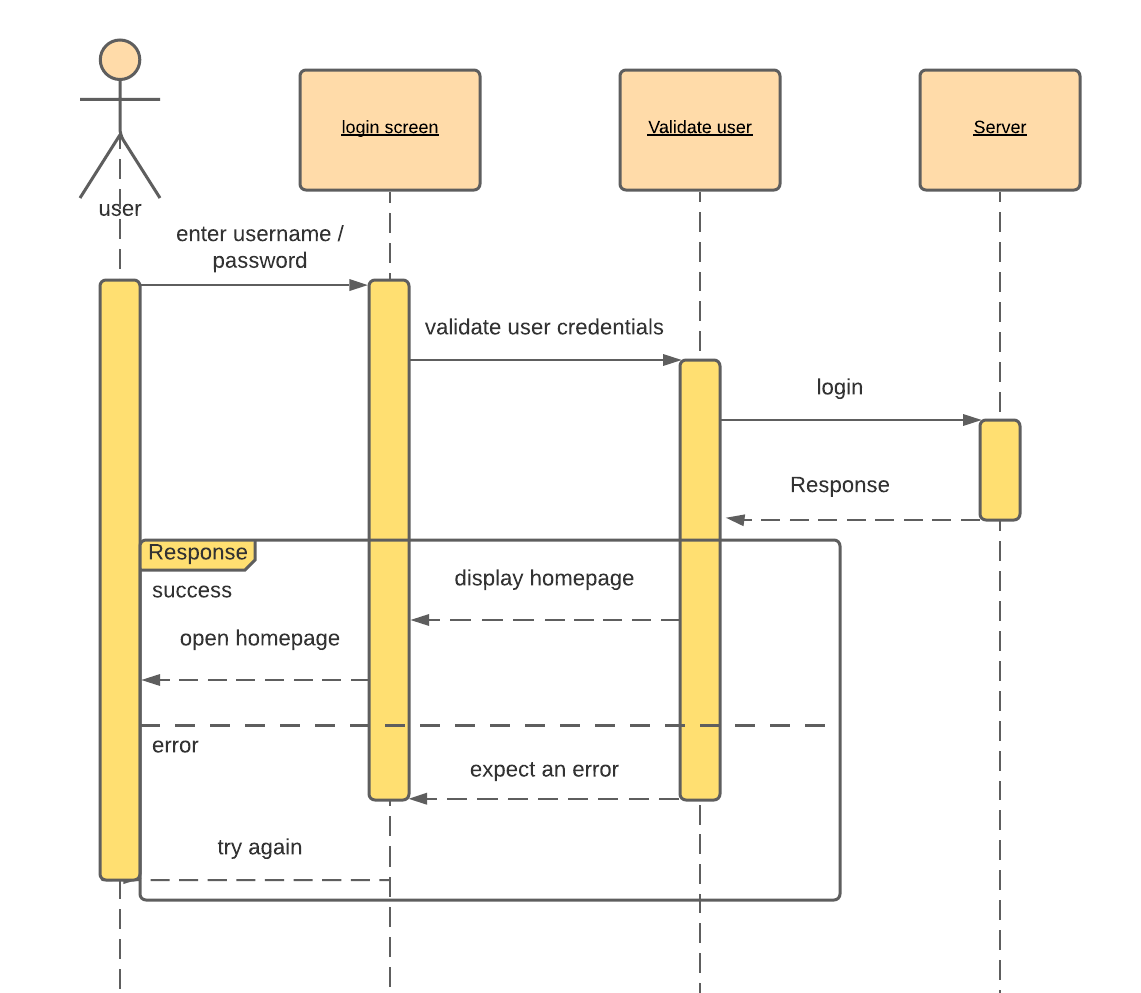 login screen
Validate user
Server
user
enter username /
password
validate user credentials
login
Response
Response
success
display homepage
open homepage
error
expect an error
try again